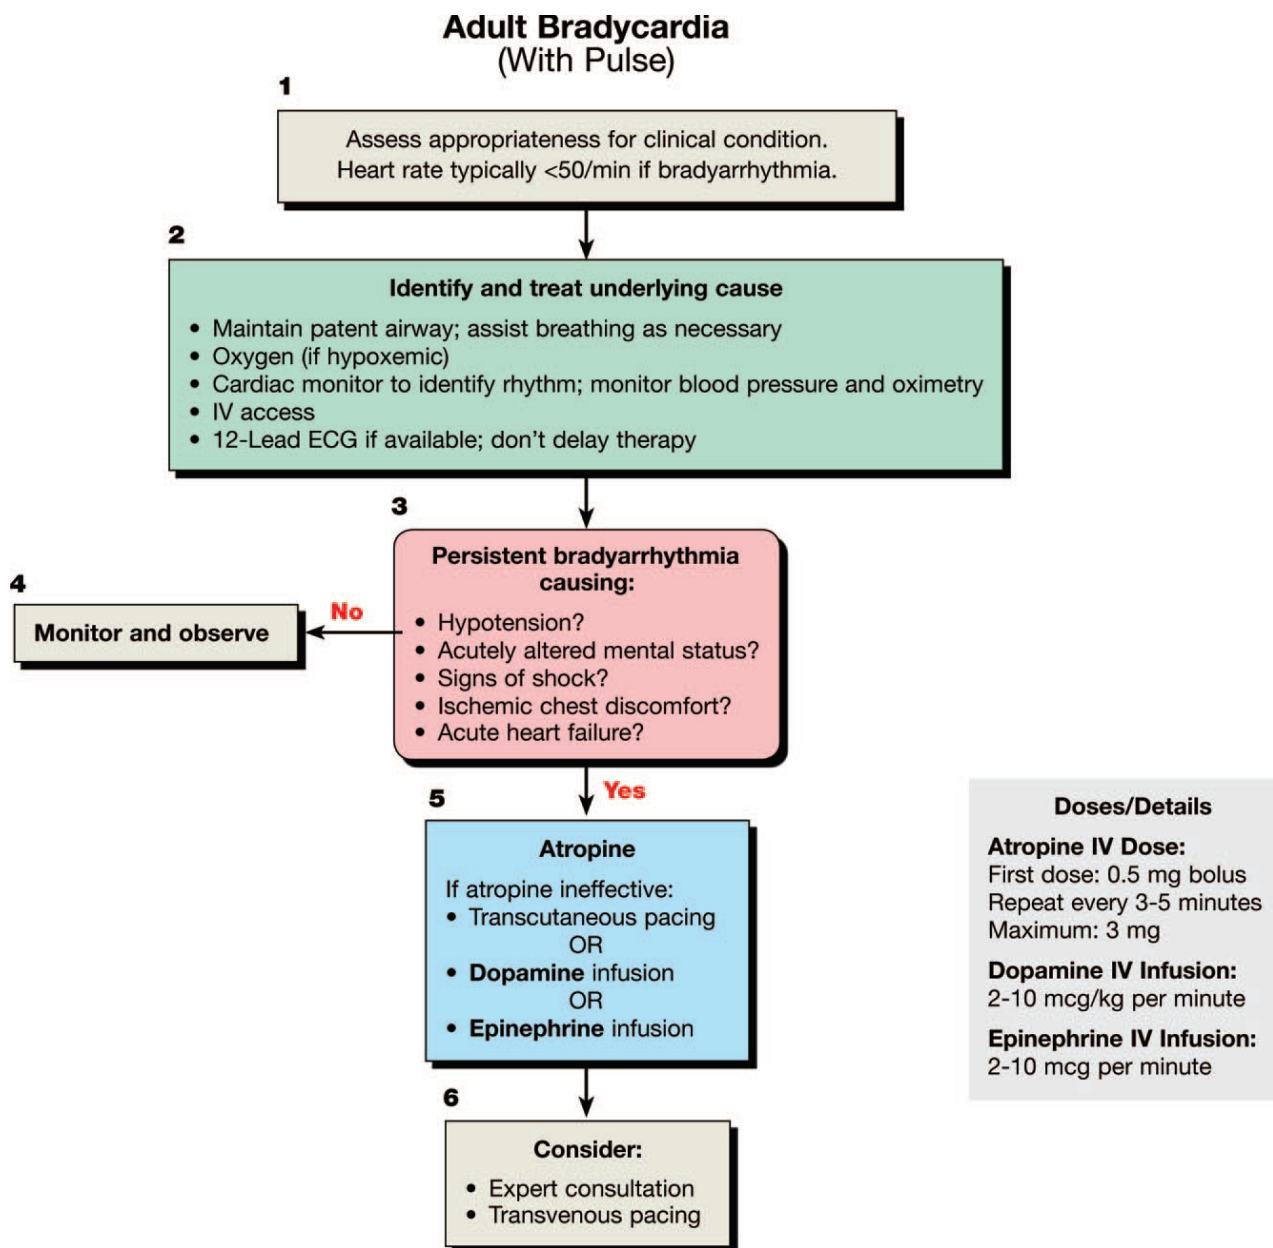 Adult Bradycardia
(With Pulse)
1
Assess appropriateness for clinical condition.
Heart rate typically <50/min if bradyarrhythmia.
2
Identify and treat underlying cause
• Maintain patent airway; assist breathing as necessary
• Oxygen (if hypoxemic)
• Cardiac monitor to identify rhythm; monitor blood pressure and oximetry
• IV access
• 12-Lead ECG if available; don’t delay therapy
3
Persistent bradyarrhythmia
causing:
• Hypotension?
• Acutely altered mental status?
• Signs of shock?
• Ischemic chest discomfort?
• Acute heart failure?
No
4
Monitor and observe
Yes
5
Atropine
If atropine ineffective:
• Transcutaneous pacing
OR
• Dopamine infusion
OR
• Epinephrine infusion
6
Consider:
• Expert consultation
• Transvenous pacing
Doses/Details
Atropine IV Dose:
First dose: 0.5 mg bolus
Repeat every 3-5 minutes
Maximum: 3 mg
Dopamine IV Infusion:
2-10 mcg/kg per minute
Epinephrine IV Infusion:
2-10 mcg per minute